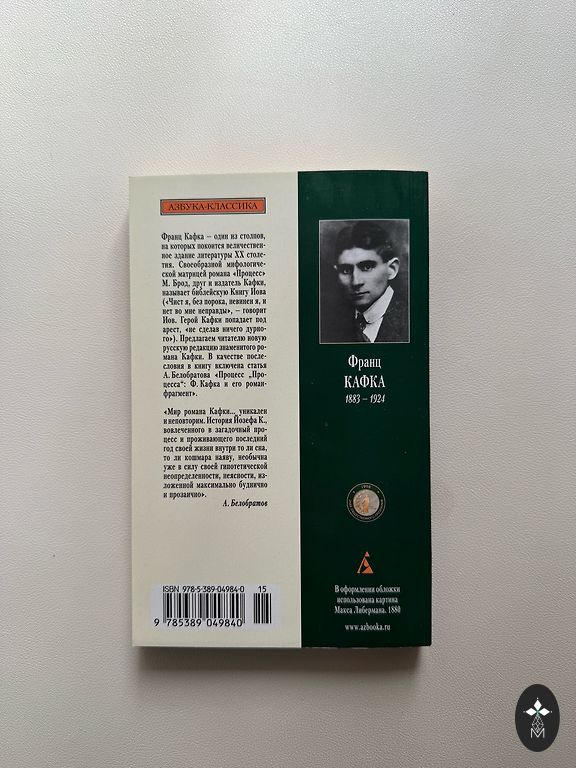 АЗБУКА-КЛАССИКА
Франц Кафка — один из столпов,
на которых покоится величествен-
ное здание литературы XX столе-
тия. Своеобразной мифологической
матрицей романа «Процесс»
М. Брод, друг и издатель Кафки,
называет библейскую Книгу Иова
(«Чист я, без порока, невинен я, и
нет во мне неправды», — говорит
Иов. Герой Кафки попадает под
арест, «не сделав ничего дурно-
го»). Предлагаем читателю новую
русскую редакцию знаменитого ро-
мана Кафки. В качестве послесло-
вия в книгу включена статья
А. Белобратова «Процесс „Про-
цесса“: Ф. Кафка и его роман-
фрагмент».
«Мир романа Кафки... уникален
и неповторим. История Йозефа К.,
вовлеченного в загадочный про-
цесс и проживающего последний
год своей жизни внутри то ли сна,
то ли кошмара наяву, необычна
уже в силу своей гипотетической
неопределенности, неясности, из-
ложенной максимально буднично
и прозаично».
А. Белобратов
ISBN 978-5-389-04984-0 15
9 785389 049840
Франц
КАФКА
1883 – 1924
В оформлении обложки
использована картина
Макса Либермана. 1880
www.azbooka.ru
M